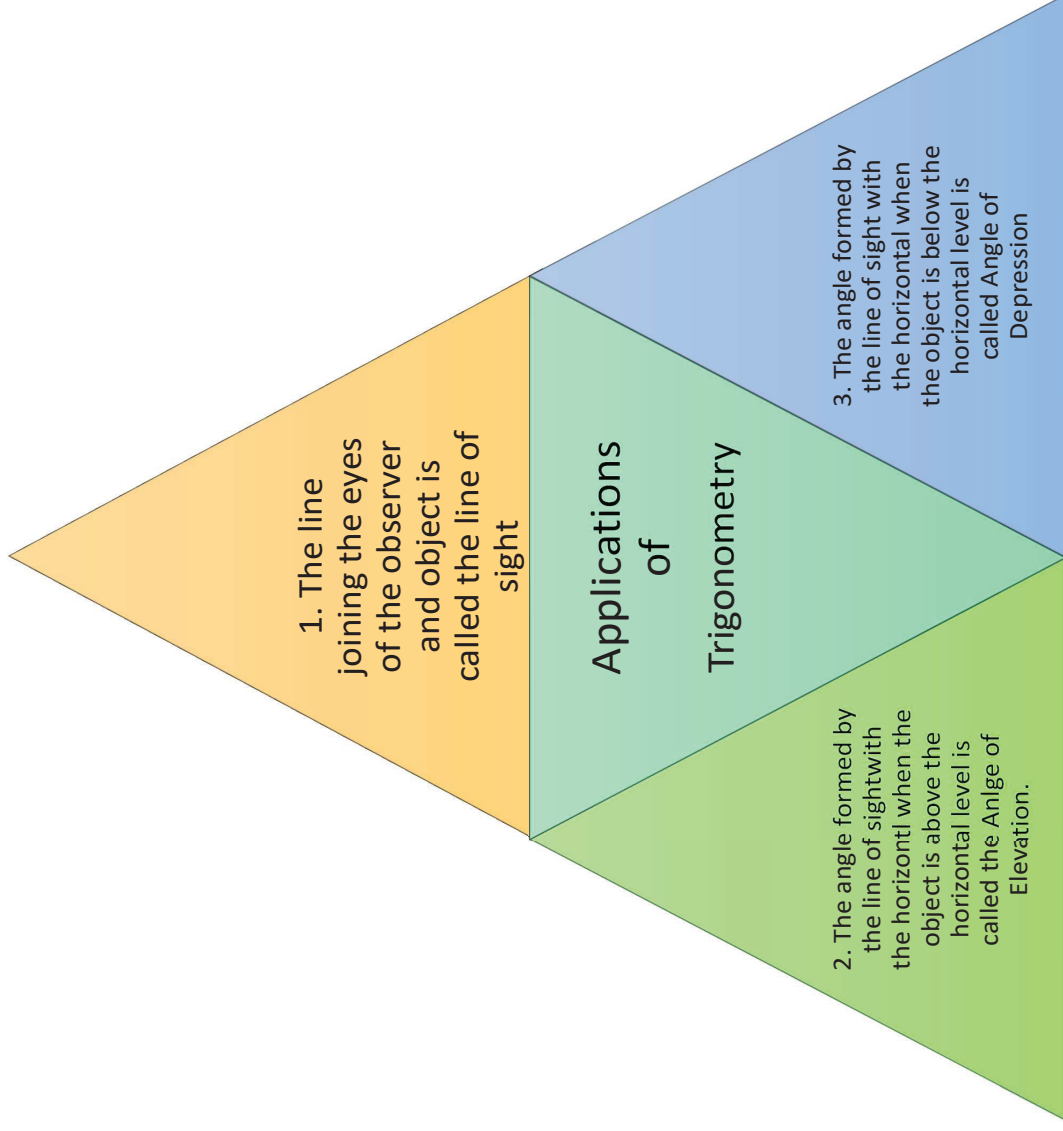 1. The line
joining the eyes
of the observer
and object is
called the line of
sight
Applications
of
Trigonometry
2. The angle formed by
the line of sightwith
the horizontl when the
object is above the
horizontal level is
called the Anlge of
Elevation.
3. The angle formed by
the line of sight with
the horizontal when
the object is below the
horizontal level is
called Angle of
Depression